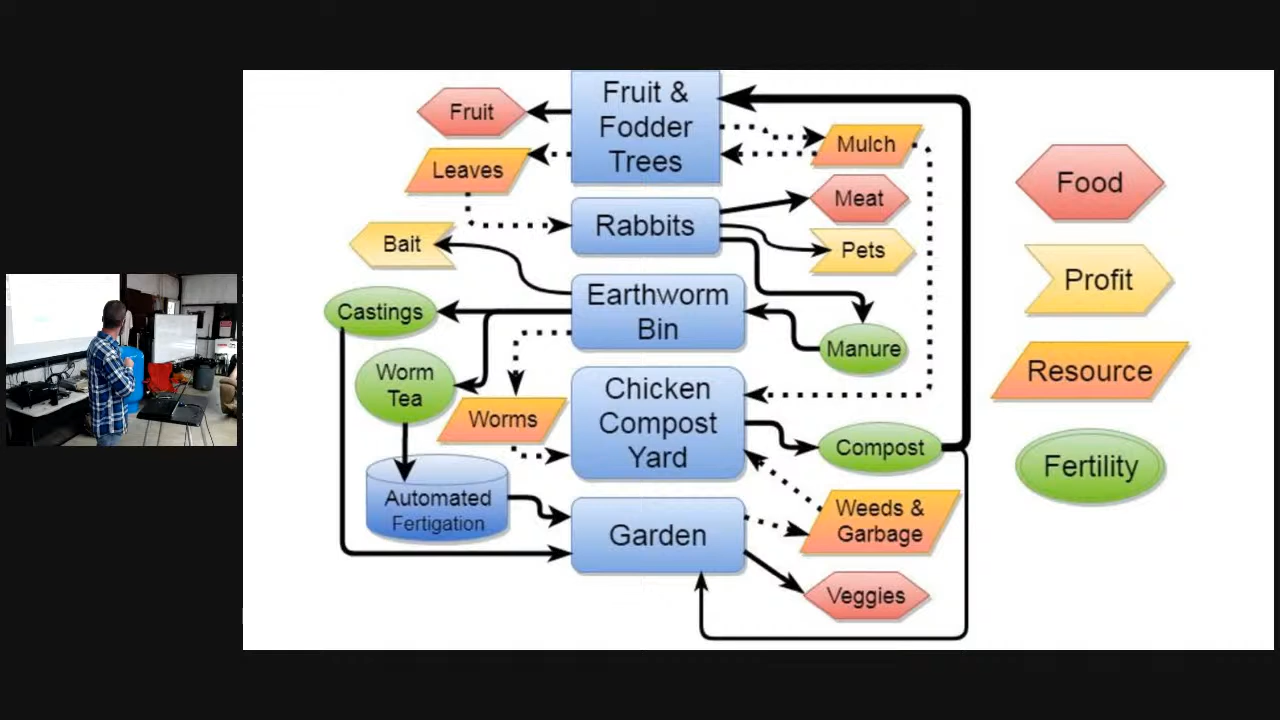 Fruit &
Fodder
Trees
Fruit
Leaves
Mulch
Meat
Rabbits
Pets
Bait
Earthworm
Bin
Castings
Manure
Worm
Tea
Worms
Chicken
Compost
Yard
Compost
Automated
Fertigation
Garden
Weeds &
Garbage
Veggies
Food
Profit
Resource
Fertility